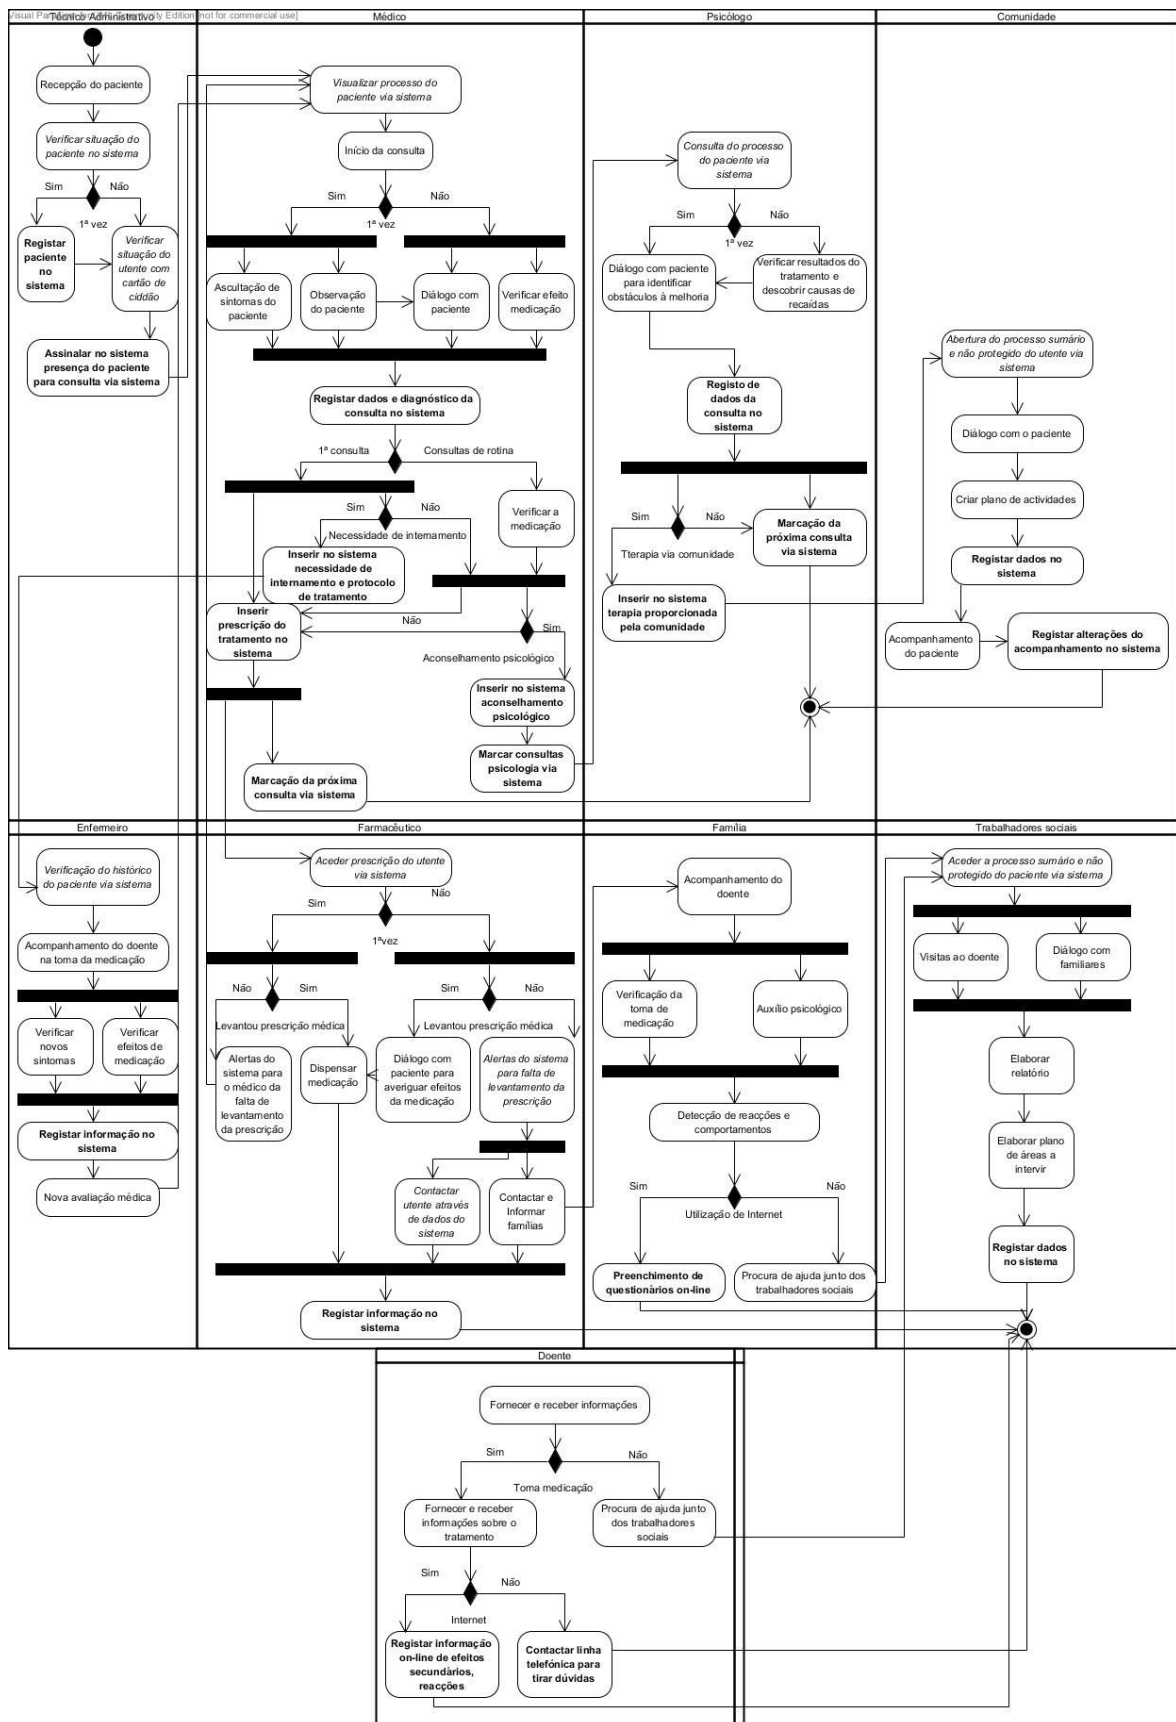 Visual Paradigm for UML Community Edition [not for commercial use]
Técnico Administrativo
Médico
Psicólogo
Comunidade
Recepção do paciente
Verificar situação do
paciente no sistema
Sim
Não
1ª vez
Registar
paciente
no
sistema
Verificar
situação do
utente com
cartão de
ciddão
Assinalar no sistema
presença do paciente
para consulta via sistema
Visualizar processo do
paciente via sistema
Início da consulta
Sim
Não
1ª vez
Ascultação de
sintomas do
paciente
Observação
do paciente
Diálogo com
paciente
Verificar efeito
medicação
Registar dados e diagnóstico da
consulta no sistema
1ª consulta
Consultas de rotina
Sim
Não
Necessidade de internamento
Verificar a
medicação
Inserir no sistema
necessidade de
internamento e protocolo
de tratamento
Inserir
prescrição do
tratamento no
sistema
Não
Sim
Aconselhamento psicológico
Inserir no sistema
aconselhamento
psicológico
Marcar consultas
psicologia via
sistema
Marcação da próxima
consulta via sistema
Consulta do processo
do paciente via
sistema
Sim
Não
1ª vez
Diálogo com paciente
para identificar
obstáculos à melhoria
Verificar resultados do
tratamento e
descobrir causas de
recaídas
Registo de
dados da
consulta no
sistema
Sim
Não
Tterapia via comunidade
Marcação da
próxima consulta
via sistema
Inserir no sistema
terapia proporcionada
pela comunidade
Abertura do processo sumário
e não protegido do utente via
sistema
Diálogo com o paciente
Criar plano de actividades
Registar dados no
sistema
Acompanhamento
do paciente
Registar alterações do
acompanhamento no sistema
Enfermeiro
Farmacêutico
Família
Trabalhadores sociais
Verificação do histórico
do paciente via sistema
Acompanhamento do doente
na toma da medicação
Verificar
novos
sintomas
Verificar
efeitos de
medicação
Registar informação no
sistema
Nova avaliação médica
Aceder prescrição do utente
via sistema
Sim
Não
1ªvez
Não
Sim
Levantou prescrição médica
Sim
Não
Levantou prescrição médica
Alertas do
sistema para
o médico da
falta de
levantamento
da prescrição
Dispensar
medicação
Diálogo com
paciente para
averiguar efeitos
da medicação
Alertas do sistema
para falta de
levantamento da
prescrição
Contactar
utente através
de dados do
sistema
Contactar e
Informar
famílias
Registar informação no
sistema
Acompanhamento do
doente
Verificação da
toma de
medicação
Auxílio psicológico
Detecção de reacções e
comportamentos
Sim
Não
Utilização de Internet
Preenchimento de
questionários on-line
Procura de ajuda junto dos
trabalhadores sociais
Aceder a processo sumário e não
protegido do paciente via sistema
Visitas ao doente
Diálogo com
familiares
Elaborar
relatório
Elaborar plano
de áreas a
intervir
Registar dados
no sistema
Doente
Fornecer e receber informações
Sim
Não
Toma medicação
Fornecer e receber
informações sobre o
tratamento
Procura de ajuda junto
dos trabalhadores
sociais
Sim
Não
Internet
Registar informação
on-line de efeitos
secundários,
reacções
Contactar linha
telefónica para
tirar dúvidas